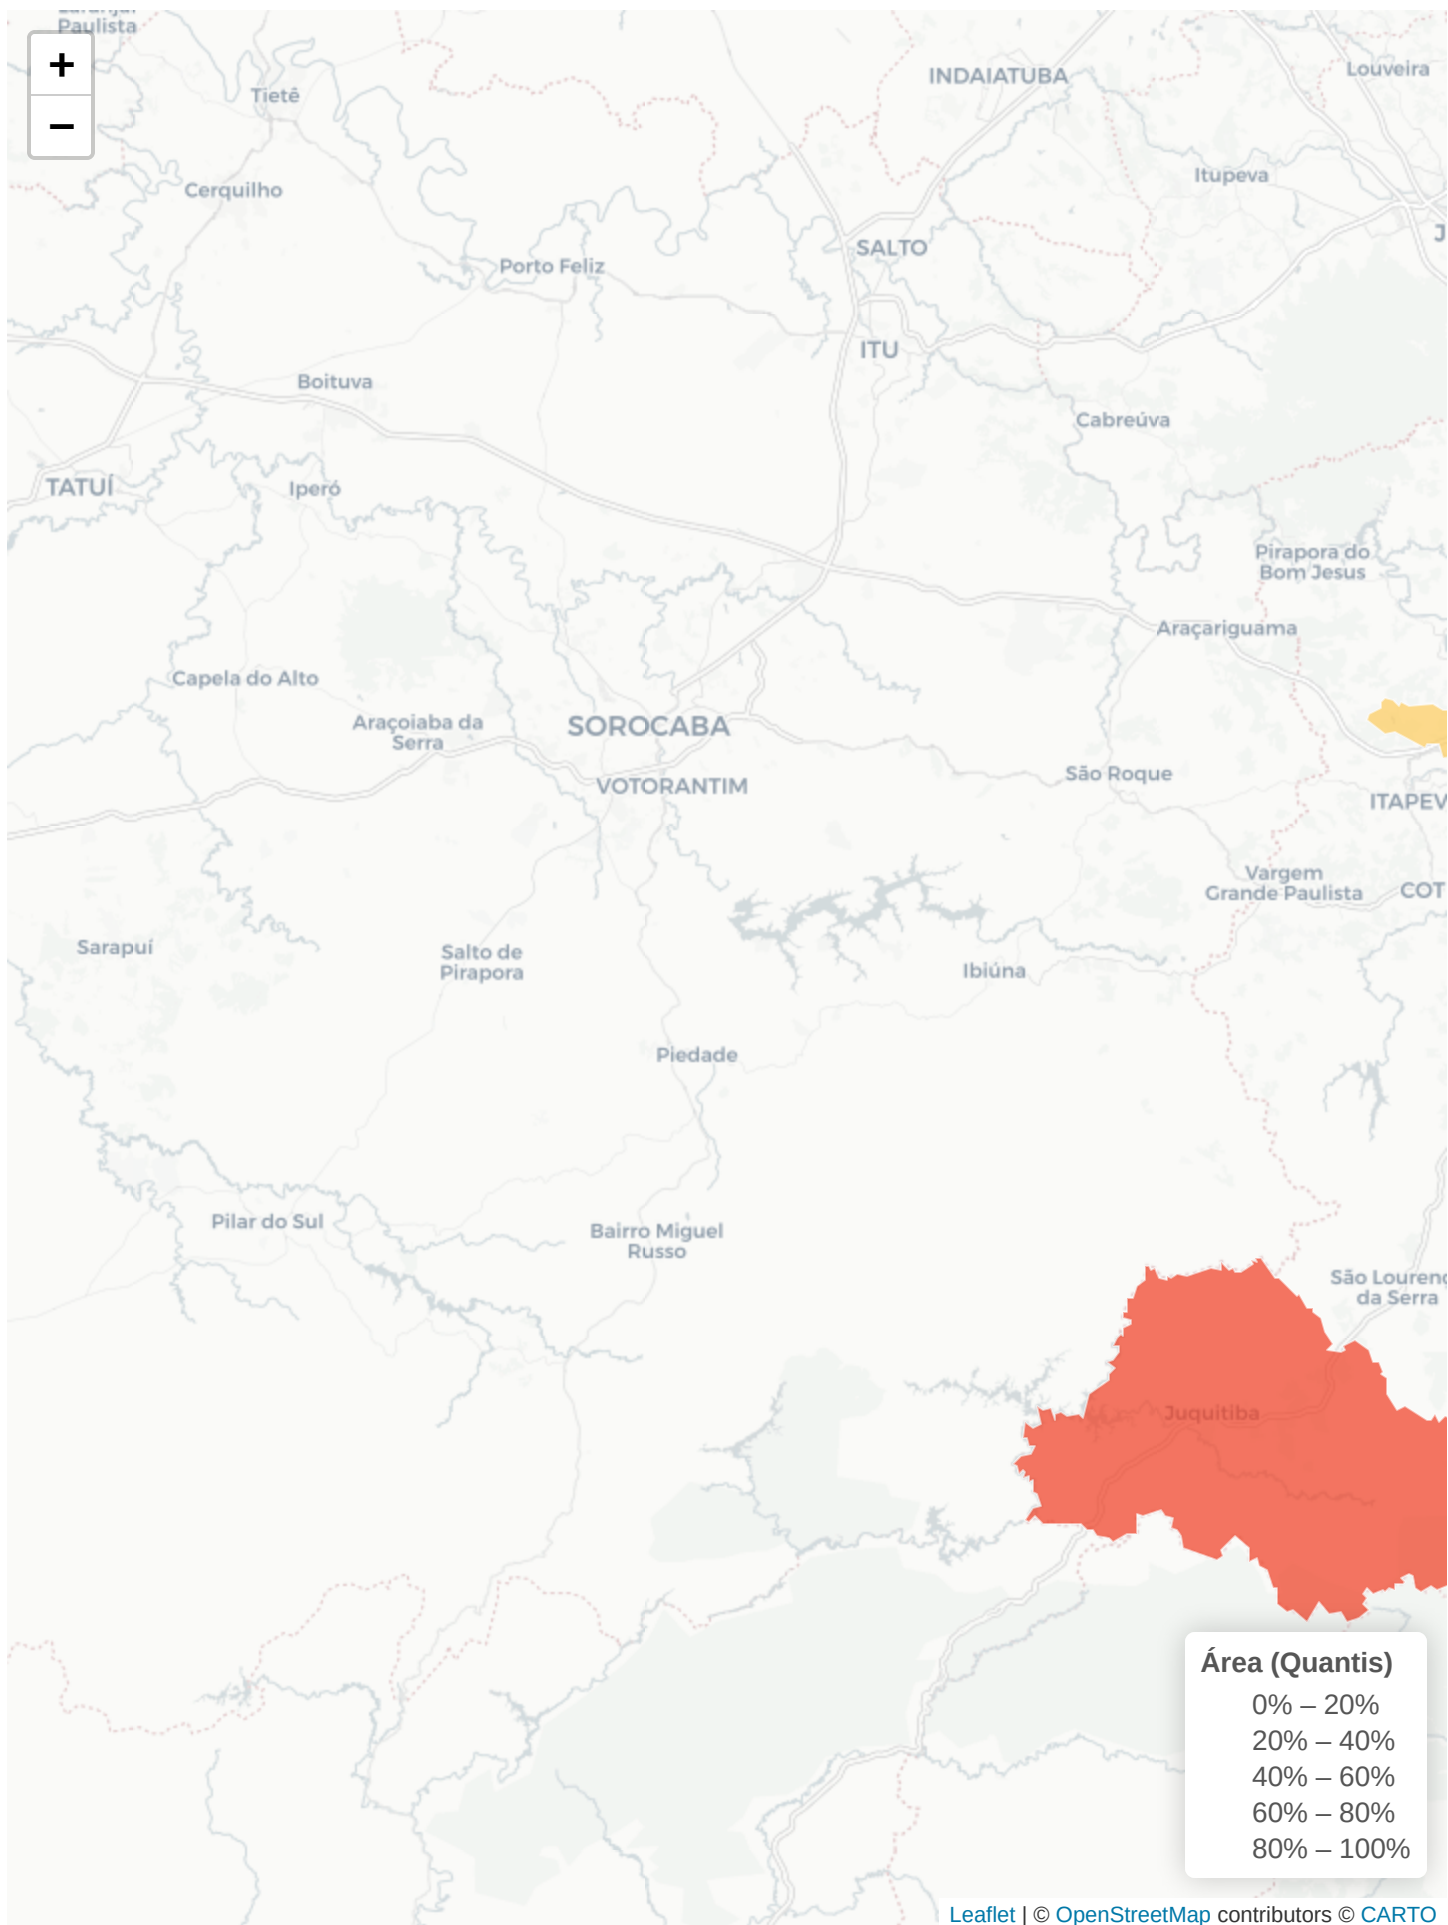 Paulista
+
−
Tietê
INDAIATUBA
Louveira
Cerquilho
Itupeva
SALTO
J
Porto Feliz
ITU
Boituva
Cabreúva
TATUÍ
Iperó
Pirapora do
Bom Jesus
Araçariguama
Capela do Alto
Araçoiaba da
Serra
SOROCABA
VOTORANTIM
São Roque
ITAPEV
Vargem
Grande Paulista
COT
Sarapuí
Salto de
Pirapora
Ibiúna
Piedade
Pilar do Sul
Bairro Miguel
Russo
São Lourenç
da Serra
Juquitiba
Área (Quantis)
0% – 20%
20% – 40%
40% – 60%
60% – 80%
80% – 100%
Leaflet | © OpenStreetMap contributors © CARTO